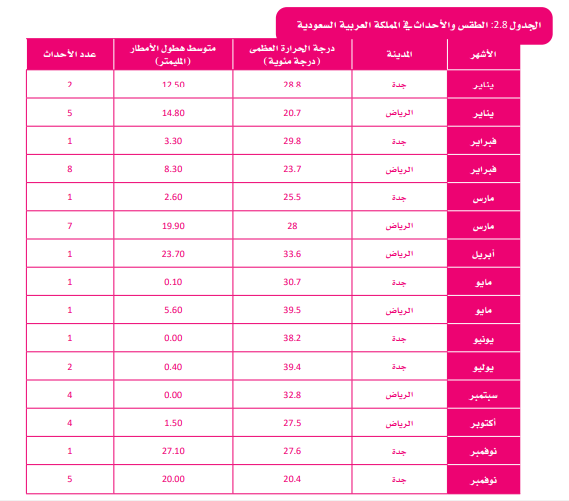 الجدول 2.8: الطقس والأحداث في المملكة العربية السعودية
الأشهر المدينة درجة الحرارة العظمى (درجة مئوية) متوسط هطول الأمطار (المليمتر) عدد الأحداث
يناير جدة 28.8 12.50 2
يناير الرياض 20.7 14.80 5
فبراير جدة 29.8 3.30 1
فبراير الرياض 23.7 8.30 8
مارس جدة 25.5 2.60 1
مارس الرياض 28 19.90 7
أبريل الرياض 33.6 23.70 1
مايو جدة 30.7 0.10 1
مايو الرياض 39.5 5.60 1
يونيو جدة 38.2 0.00 1
يوليو جدة 39.4 0.40 2
سبتمبر الرياض 32.8 0.00 4
أكتوبر الرياض 27.5 1.50 4
نوفمبر جدة 27.6 27.10 1
نوفمبر جدة 20.4 20.00 5